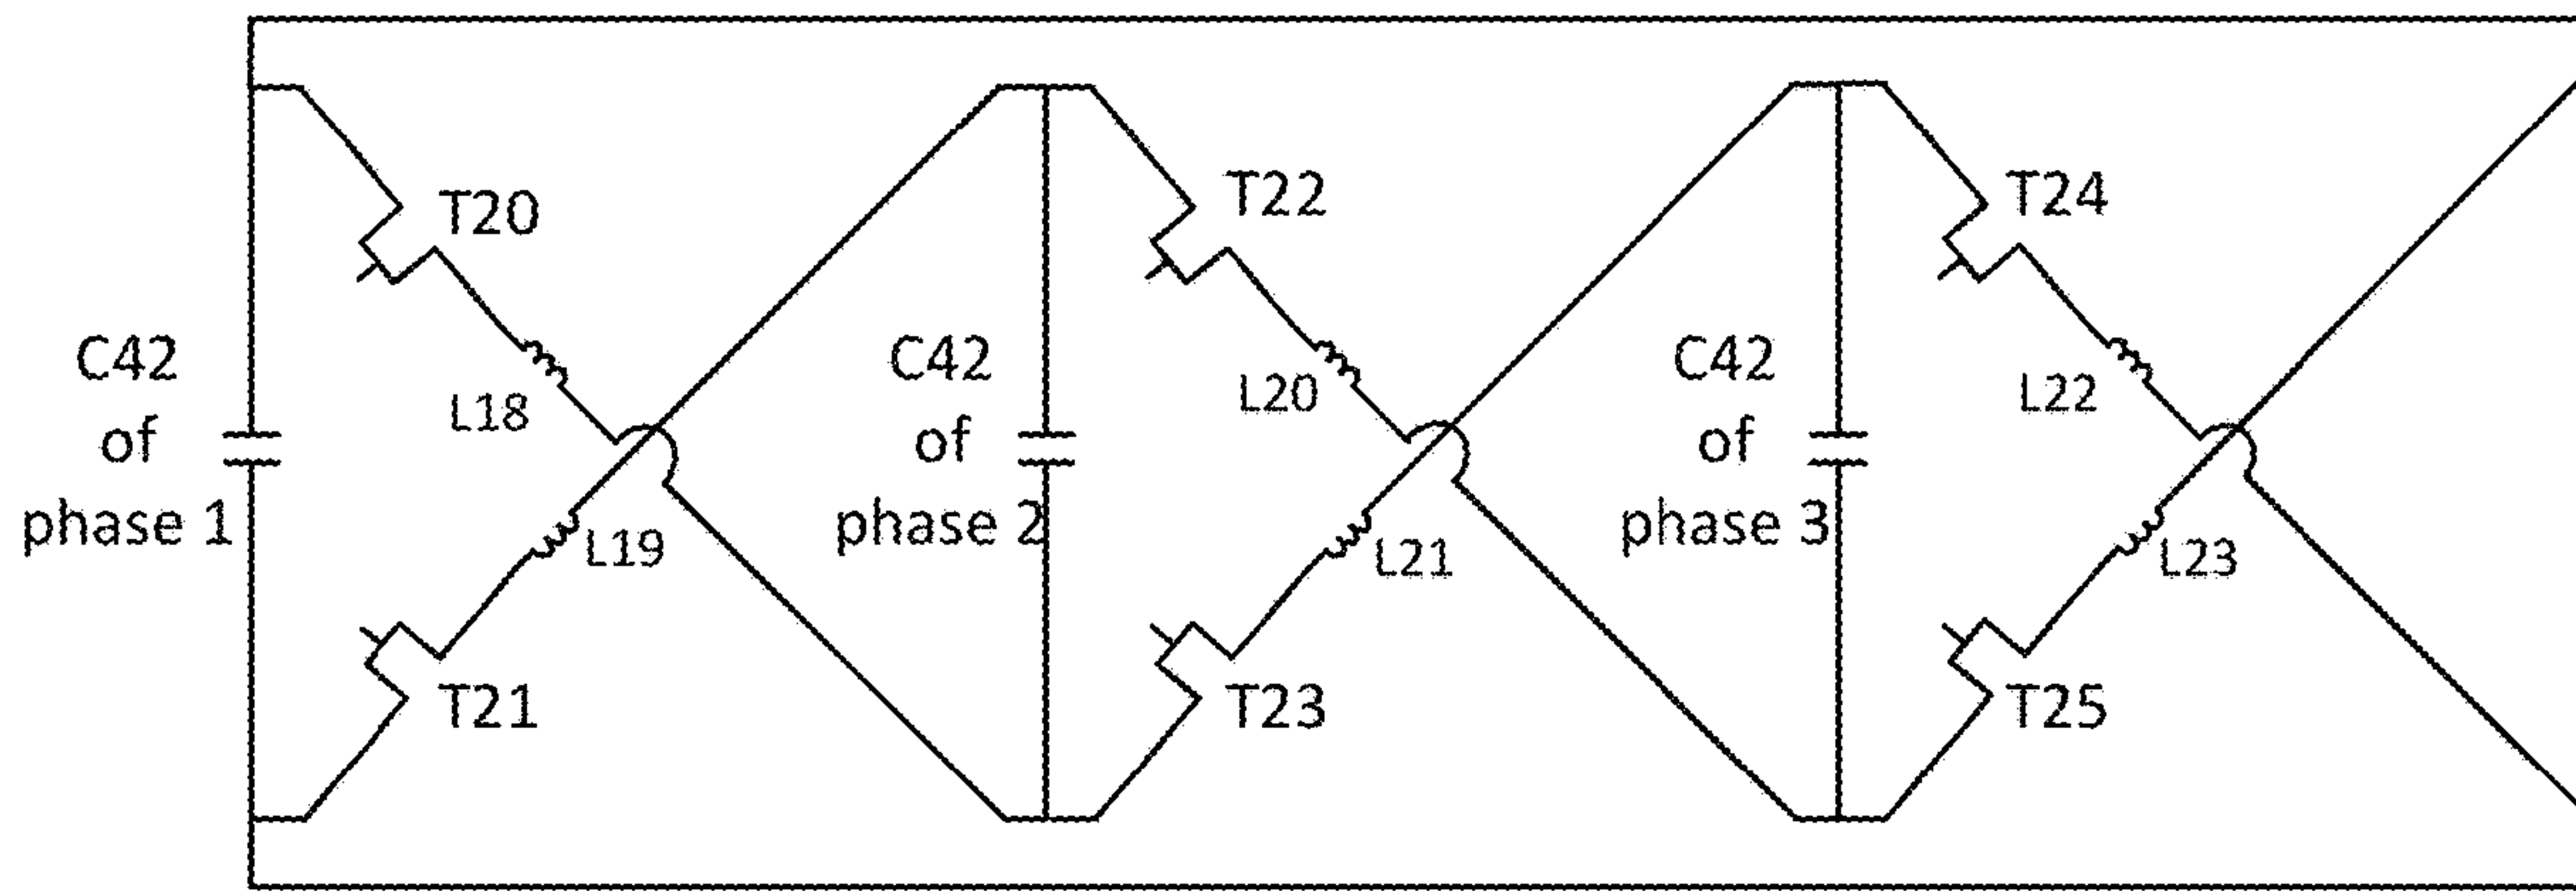 T20
T22
T24
C42
of
phase 1
L18
C42
of
phase 2
L20
C42
of
phase 3
L22
L19
L21
L23
T21
T23
T25